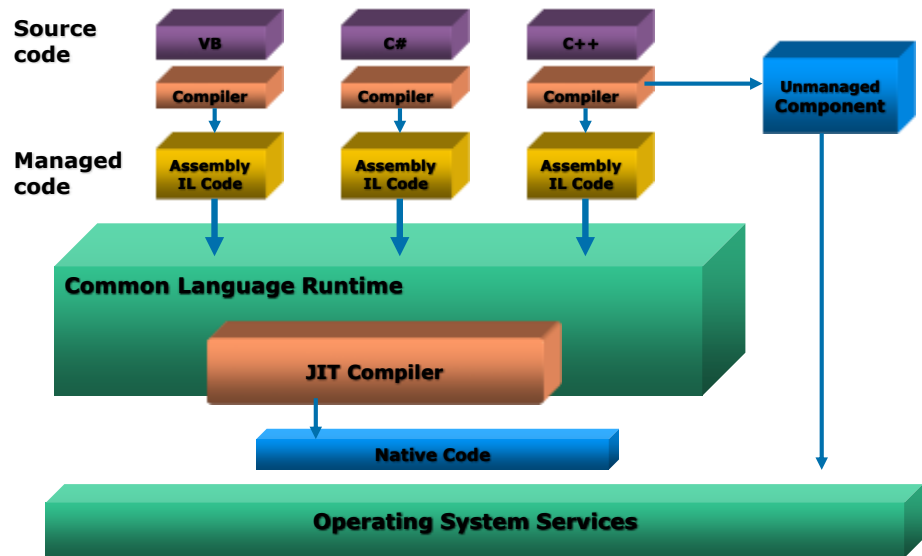 Source
code
VB
C#
C++
Compiler
Compiler
Compiler
Unmanaged
Component
Managed
code
Assembly
IL Code
Assembly
IL Code
Assembly
IL Code
Common Language Runtime
JIT Compiler
Native Code
Operating System Services